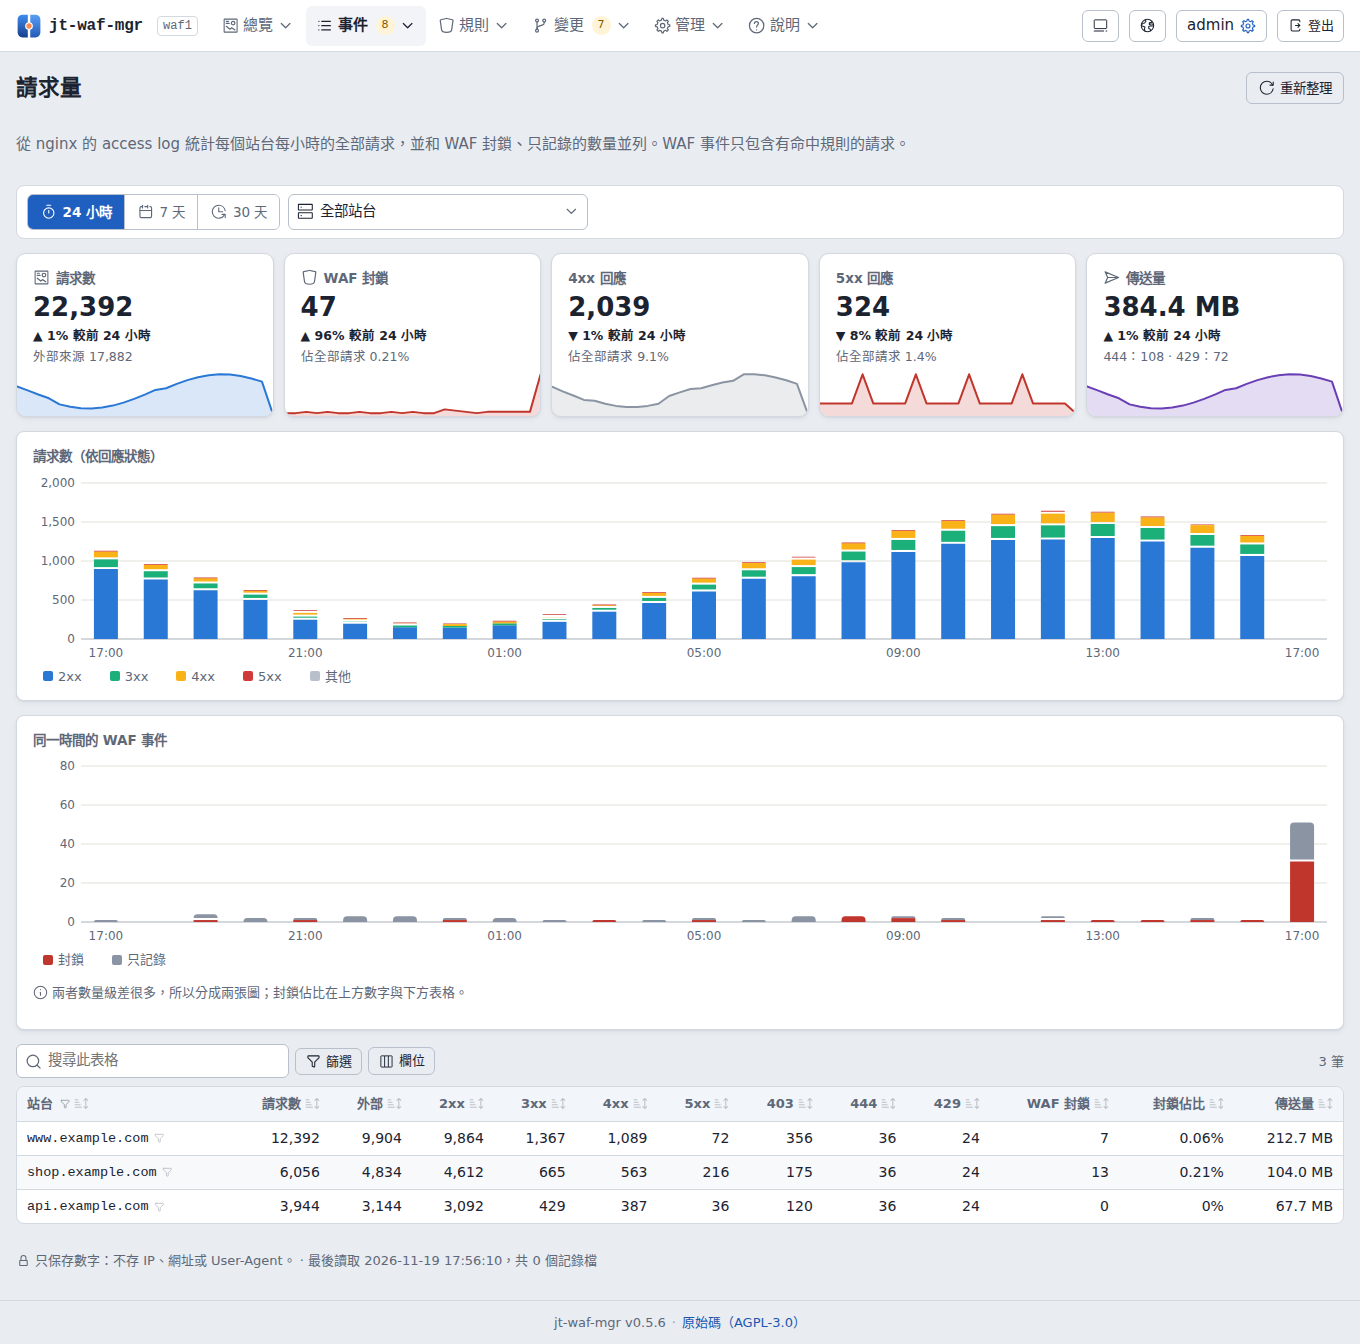 jt-waf-mgr waf1 總覽 事件 8 規則 變更 7 管理 說明 admin 登出
請求量 重新整理
從 nginx 的 access log 統計每個站台每小時的全部請求，並和 WAF 封鎖、只記錄的數量並列。WAF 事件只包含有命中規則的請求。
24 小時 7 天 30 天 全部站台
請求數 WAF 封鎖 4xx 回應 5xx 回應 傳送量
22,392 47 2,039 324 384.4 MB
▲ 1% 較前 24 小時 ▲ 96% 較前 24 小時 ▼ 1% 較前 24 小時 ▼ 8% 較前 24 小時 ▲ 1% 較前 24 小時
外部來源 17,882 佔全部請求 0.21% 佔全部請求 9.1% 佔全部請求 1.4% 444：108 · 429：72
請求數（依回應狀態）
2,000
1,500
1,000
500
0
17:00 21:00 01:00 05:00 09:00 13:00 17:00
2xx 3xx 4xx 5xx 其他
同一時間的 WAF 事件
80
60
40
20
0
17:00 21:00 01:00 05:00 09:00 13:00 17:00
封鎖 只記錄
兩者數量級差很多，所以分成兩張圖；封鎖佔比在上方數字與下方表格。
搜尋此表格 篩選 欄位 3 筆
站台 請求數 外部 2xx 3xx 4xx 5xx 403 444 429 WAF 封鎖 封鎖佔比 傳送量
www.example.com 12,392 9,904 9,864 1,367 1,089 72 356 36 24 7 0.06% 212.7 MB
shop.example.com 6,056 4,834 4,612 665 563 216 175 36 24 13 0.21% 104.0 MB
api.example.com 3,944 3,144 3,092 429 387 36 120 36 24 0 0% 67.7 MB
只保存數字：不存 IP、網址或 User-Agent。 · 最後讀取 2026-11-19 17:56:10，共 0 個記錄檔
jt-waf-mgr v0.5.6 · 原始碼（AGPL-3.0）